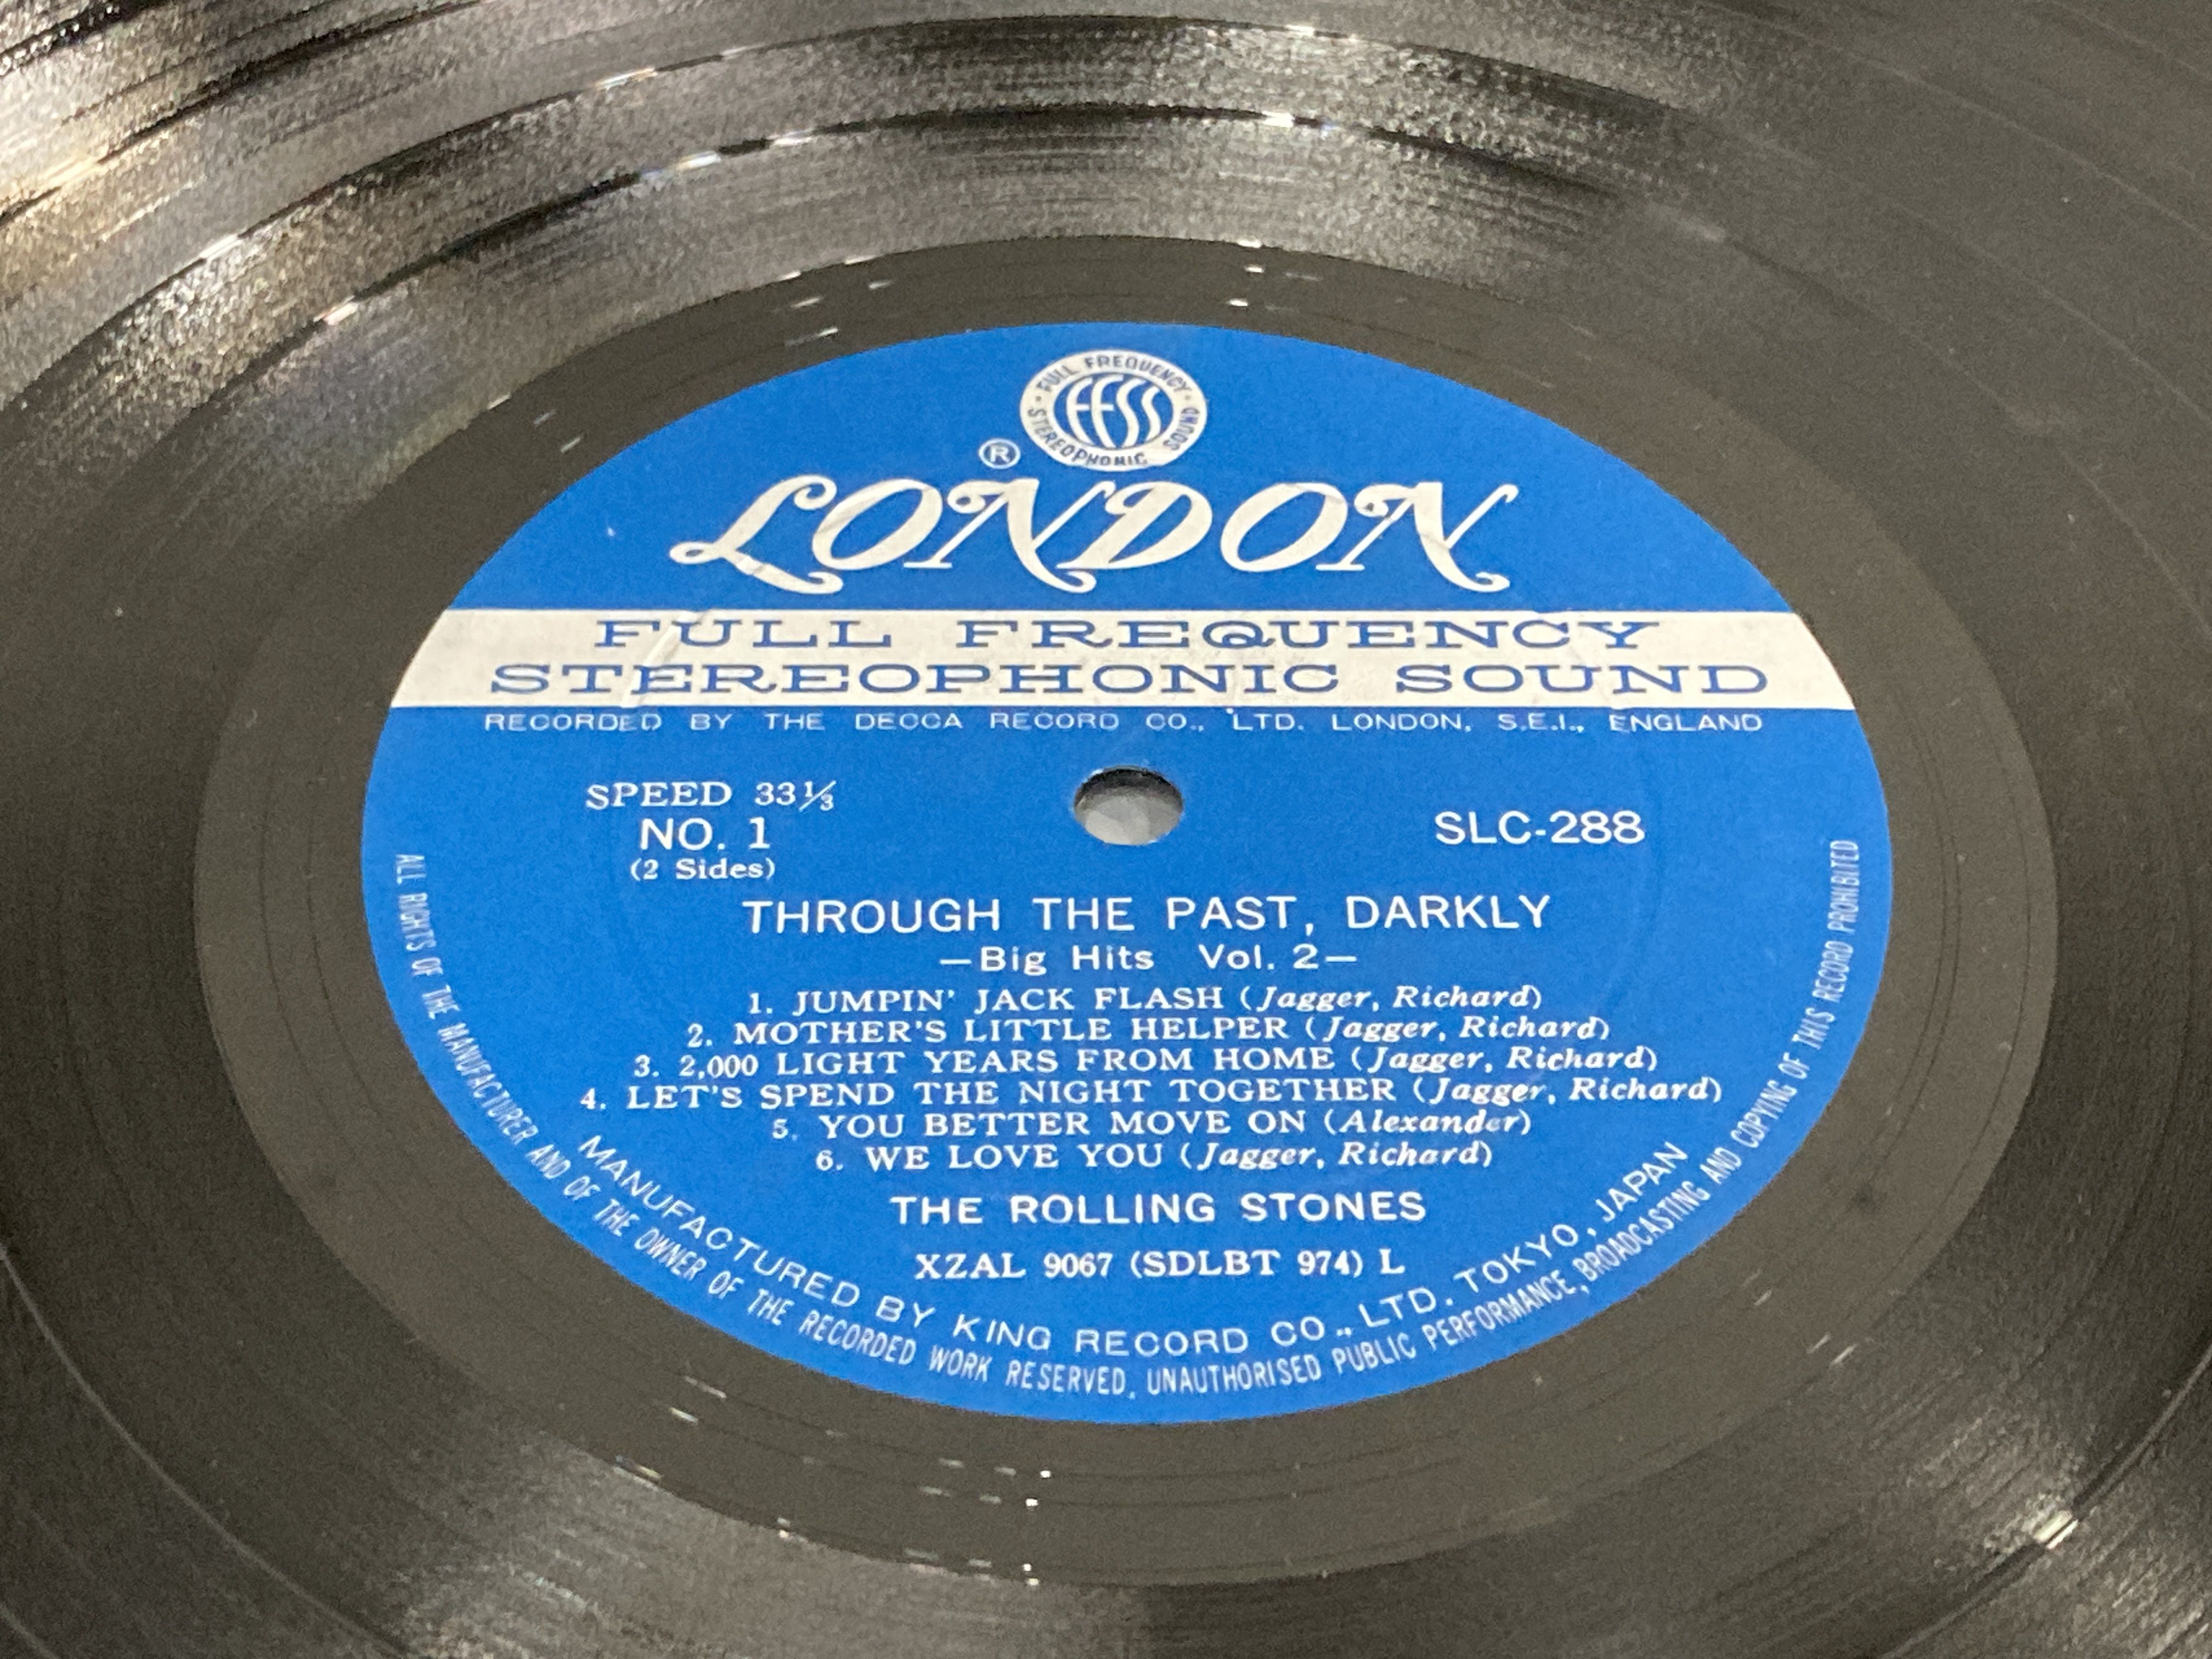 FULL FREQUENCY
FFSS
STEREOPHONIC SOUND
®
LONDON
FULL FREQUENCY
STEREOPHONIC SOUND
RECORDED BY THE DECCA RECORD CO., LTD. LONDON, S.E.I., ENGLAND
SPEED 33⅓
NO. 1
(2 Sides)
SLC-288
THROUGH THE PAST, DARKLY
—Big Hits Vol. 2—
1. JUMPIN' JACK FLASH (Jagger, Richard)
2. MOTHER'S LITTLE HELPER (Jagger, Richard)
3. 2,000 LIGHT YEARS FROM HOME (Jagger, Richard)
4. LET'S SPEND THE NIGHT TOGETHER (Jagger, Richard)
5. YOU BETTER MOVE ON (Alexander)
6. WE LOVE YOU (Jagger, Richard)
THE ROLLING STONES
XZAL 9067 (SDLBT 974) L
MANUFACTURED BY KING RECORD CO., LTD. TOKYO, JAPAN
ALL RIGHTS OF THE MANUFACTURER AND OF THE OWNER OF THE RECORDED WORK RESERVED. UNAUTHORISED PUBLIC PERFORMANCE, BROADCASTING AND COPYING OF THIS RECORD PROHIBITED